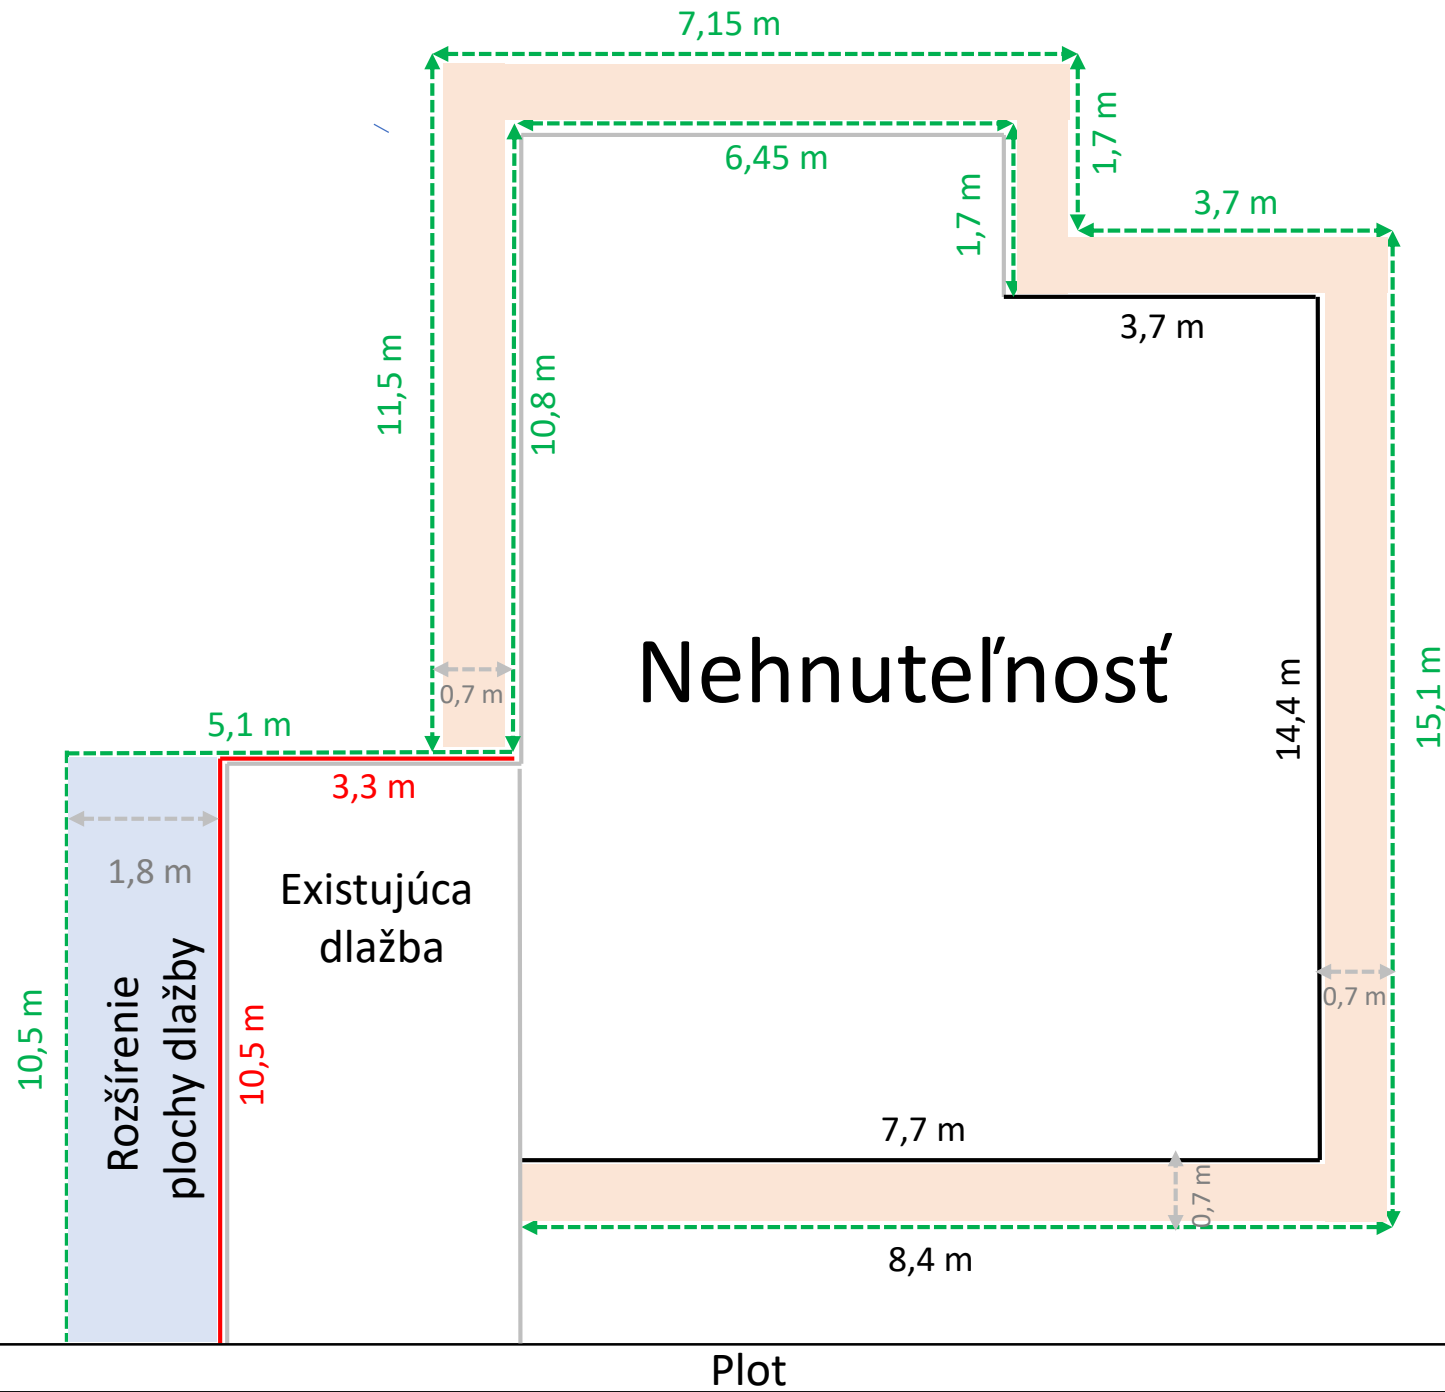 7,15 m
1,7 m
6,45 m
1,7 m
3,7 m
3,7 m
11,5 m
10,8 m
Nehnuteľnosť
0,7 m
14,4 m
15,1 m
5,1 m
3,3 m
1,8 m
Existujúca
dlažba
Rozšírenie
plochy dlažby
10,5 m
10,5 m
0,7 m
7,7 m
0,7 m
8,4 m
Plot